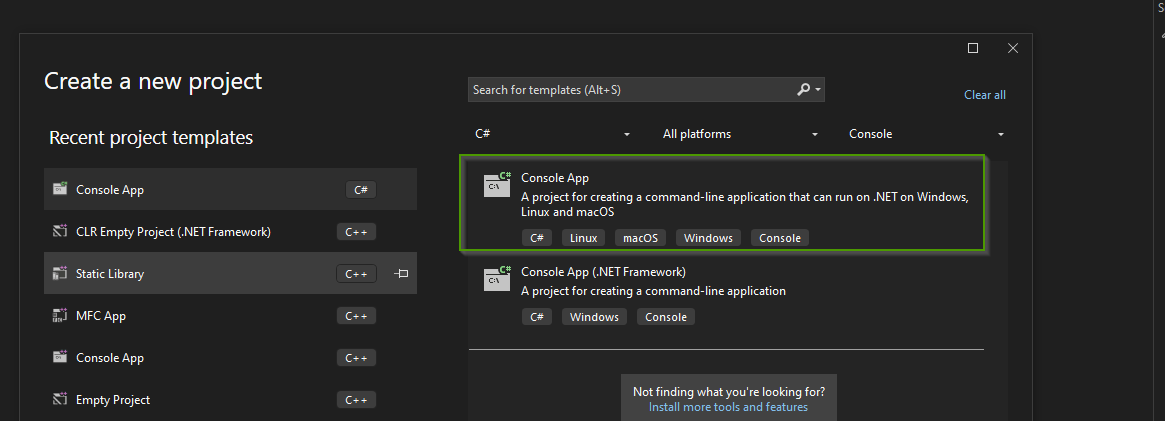 S
Create a new project
Search for templates (Alt+S)
Clear all
Recent project templates
C#
All platforms
Console
Console App
C#
CLR Empty Project (.NET Framework)
C++
Static Library
C++
MFC App
C++
Console App
C++
Empty Project
C++
C#
C:\
Console App
A project for creating a command-line application that can run on .NET on Windows,
Linux and macOS
C#
Linux
macOS
Windows
Console
C#
C:\
Console App (.NET Framework)
A project for creating a command-line application
C#
Windows
Console
Not finding what you're looking for?
Install more tools and features